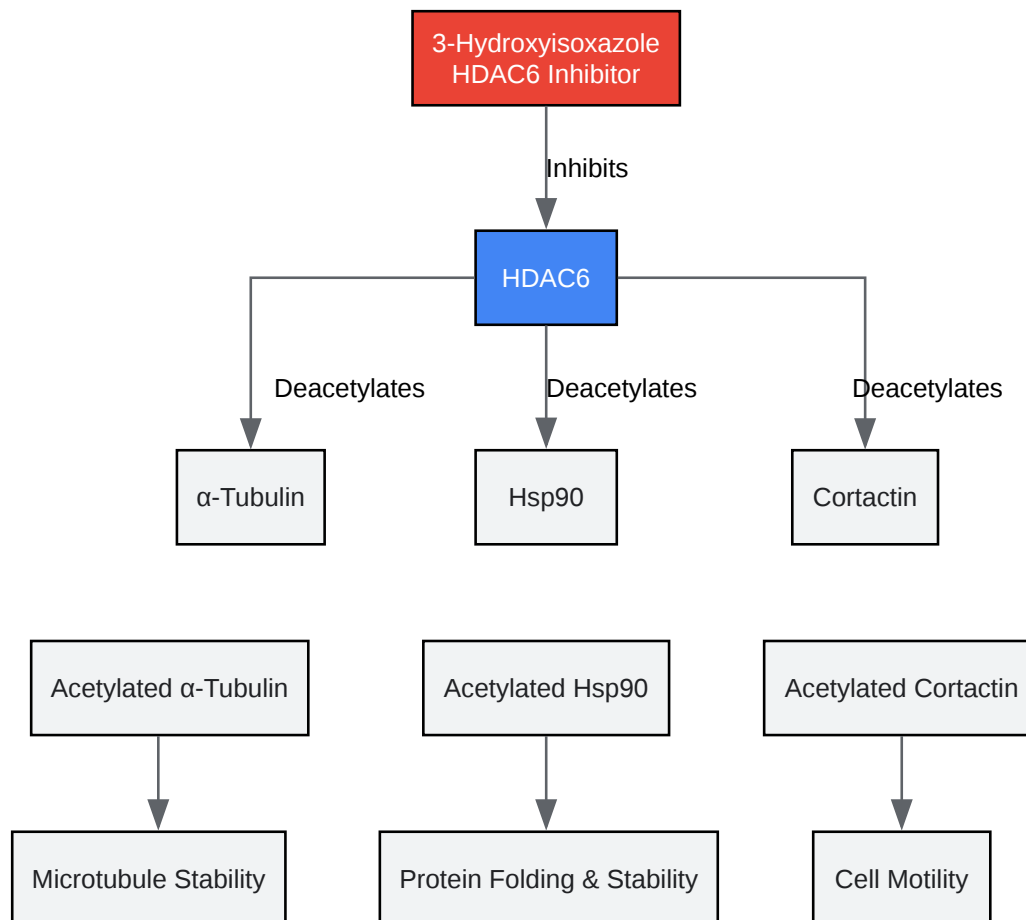 3-Hydroxyisoxazole
HDAC6 Inhibitor
Inhibits
HDAC6
Deacetylates
Deacetylates
Deacetylates
α-Tubulin
Hsp90
Cortactin
Acetylated α-Tubulin
Acetylated Hsp90
Acetylated Cortactin
Microtubule Stability
Protein Folding & Stability
Cell Motility